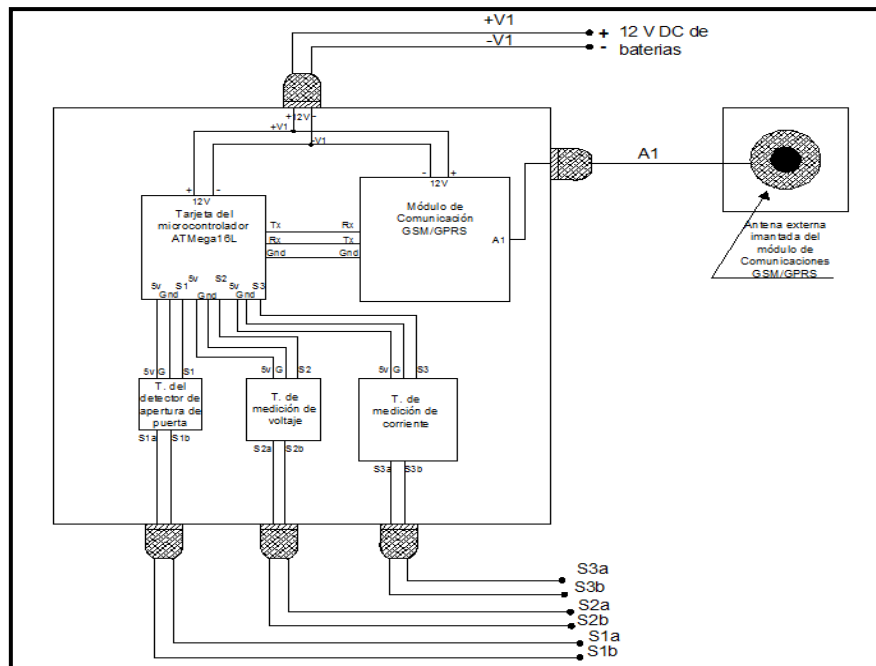 +V1
-V1
+ 12 V DC de
- baterias
+12V-
+V1
-V1
A1
+ -
12V
Tarjeta del
microcontrolador
ATMega16L
Tx
Rx
Gnd
Rx
Tx
Gnd
- +
12V
Módulo de
Comunicación
GSM/GPRS
A1
Antena externa
imantada del
módulo de
Comunicaciones
GSM/GPRS
5v Gnd S1 5v Gnd S2 5v Gnd S3
5v G S1
T. del
detector de
apertura de
puerta
S1a S1b
5v G S2
T. de
medición de
voltaje
S2a S2b
5v G S3
T. de
medición de
corriente
S3a S3b
S3a
S3b
S2a
S2b
S1a
S1b